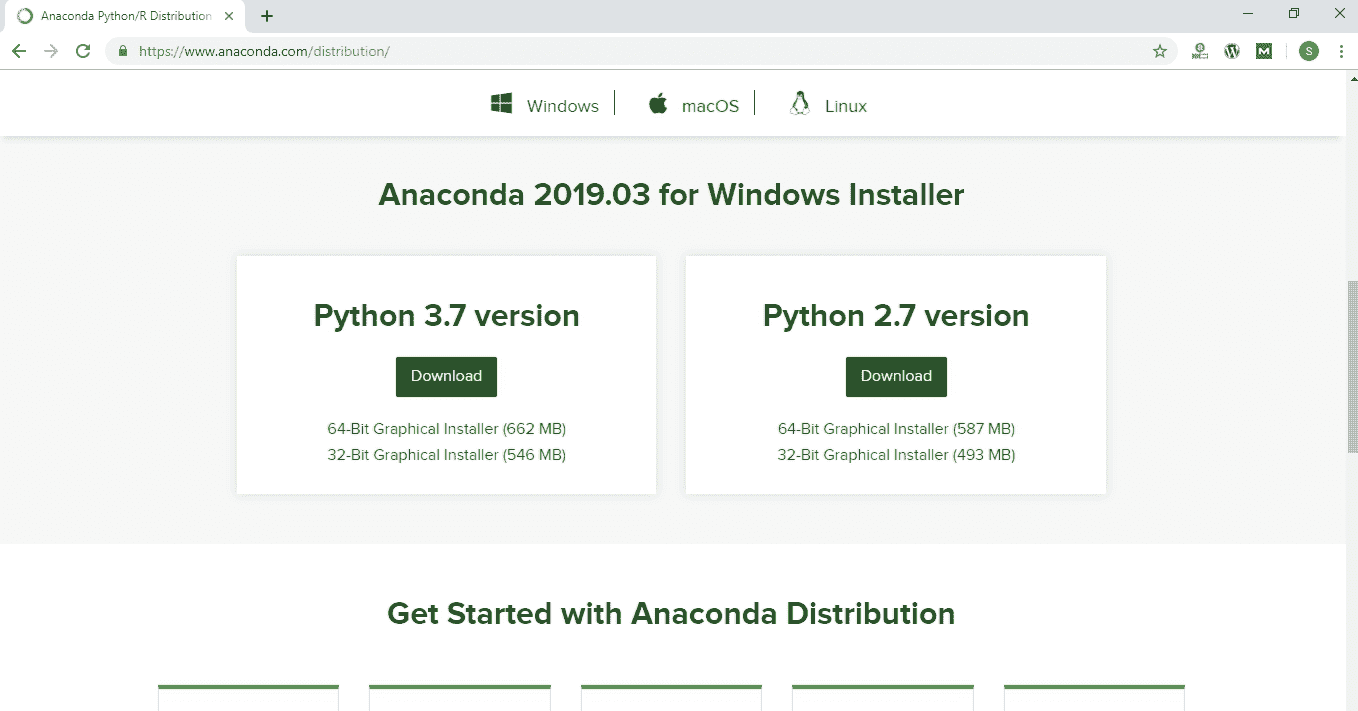 Anaconda Python/R Distribution
https://www.anaconda.com/distribution/
S
Windows macOS Linux
Anaconda 2019.03 for Windows Installer
Python 3.7 version
Download
64-Bit Graphical Installer (662 MB)
32-Bit Graphical Installer (546 MB)
Python 2.7 version
Download
64-Bit Graphical Installer (587 MB)
32-Bit Graphical Installer (493 MB)
Get Started with Anaconda Distribution